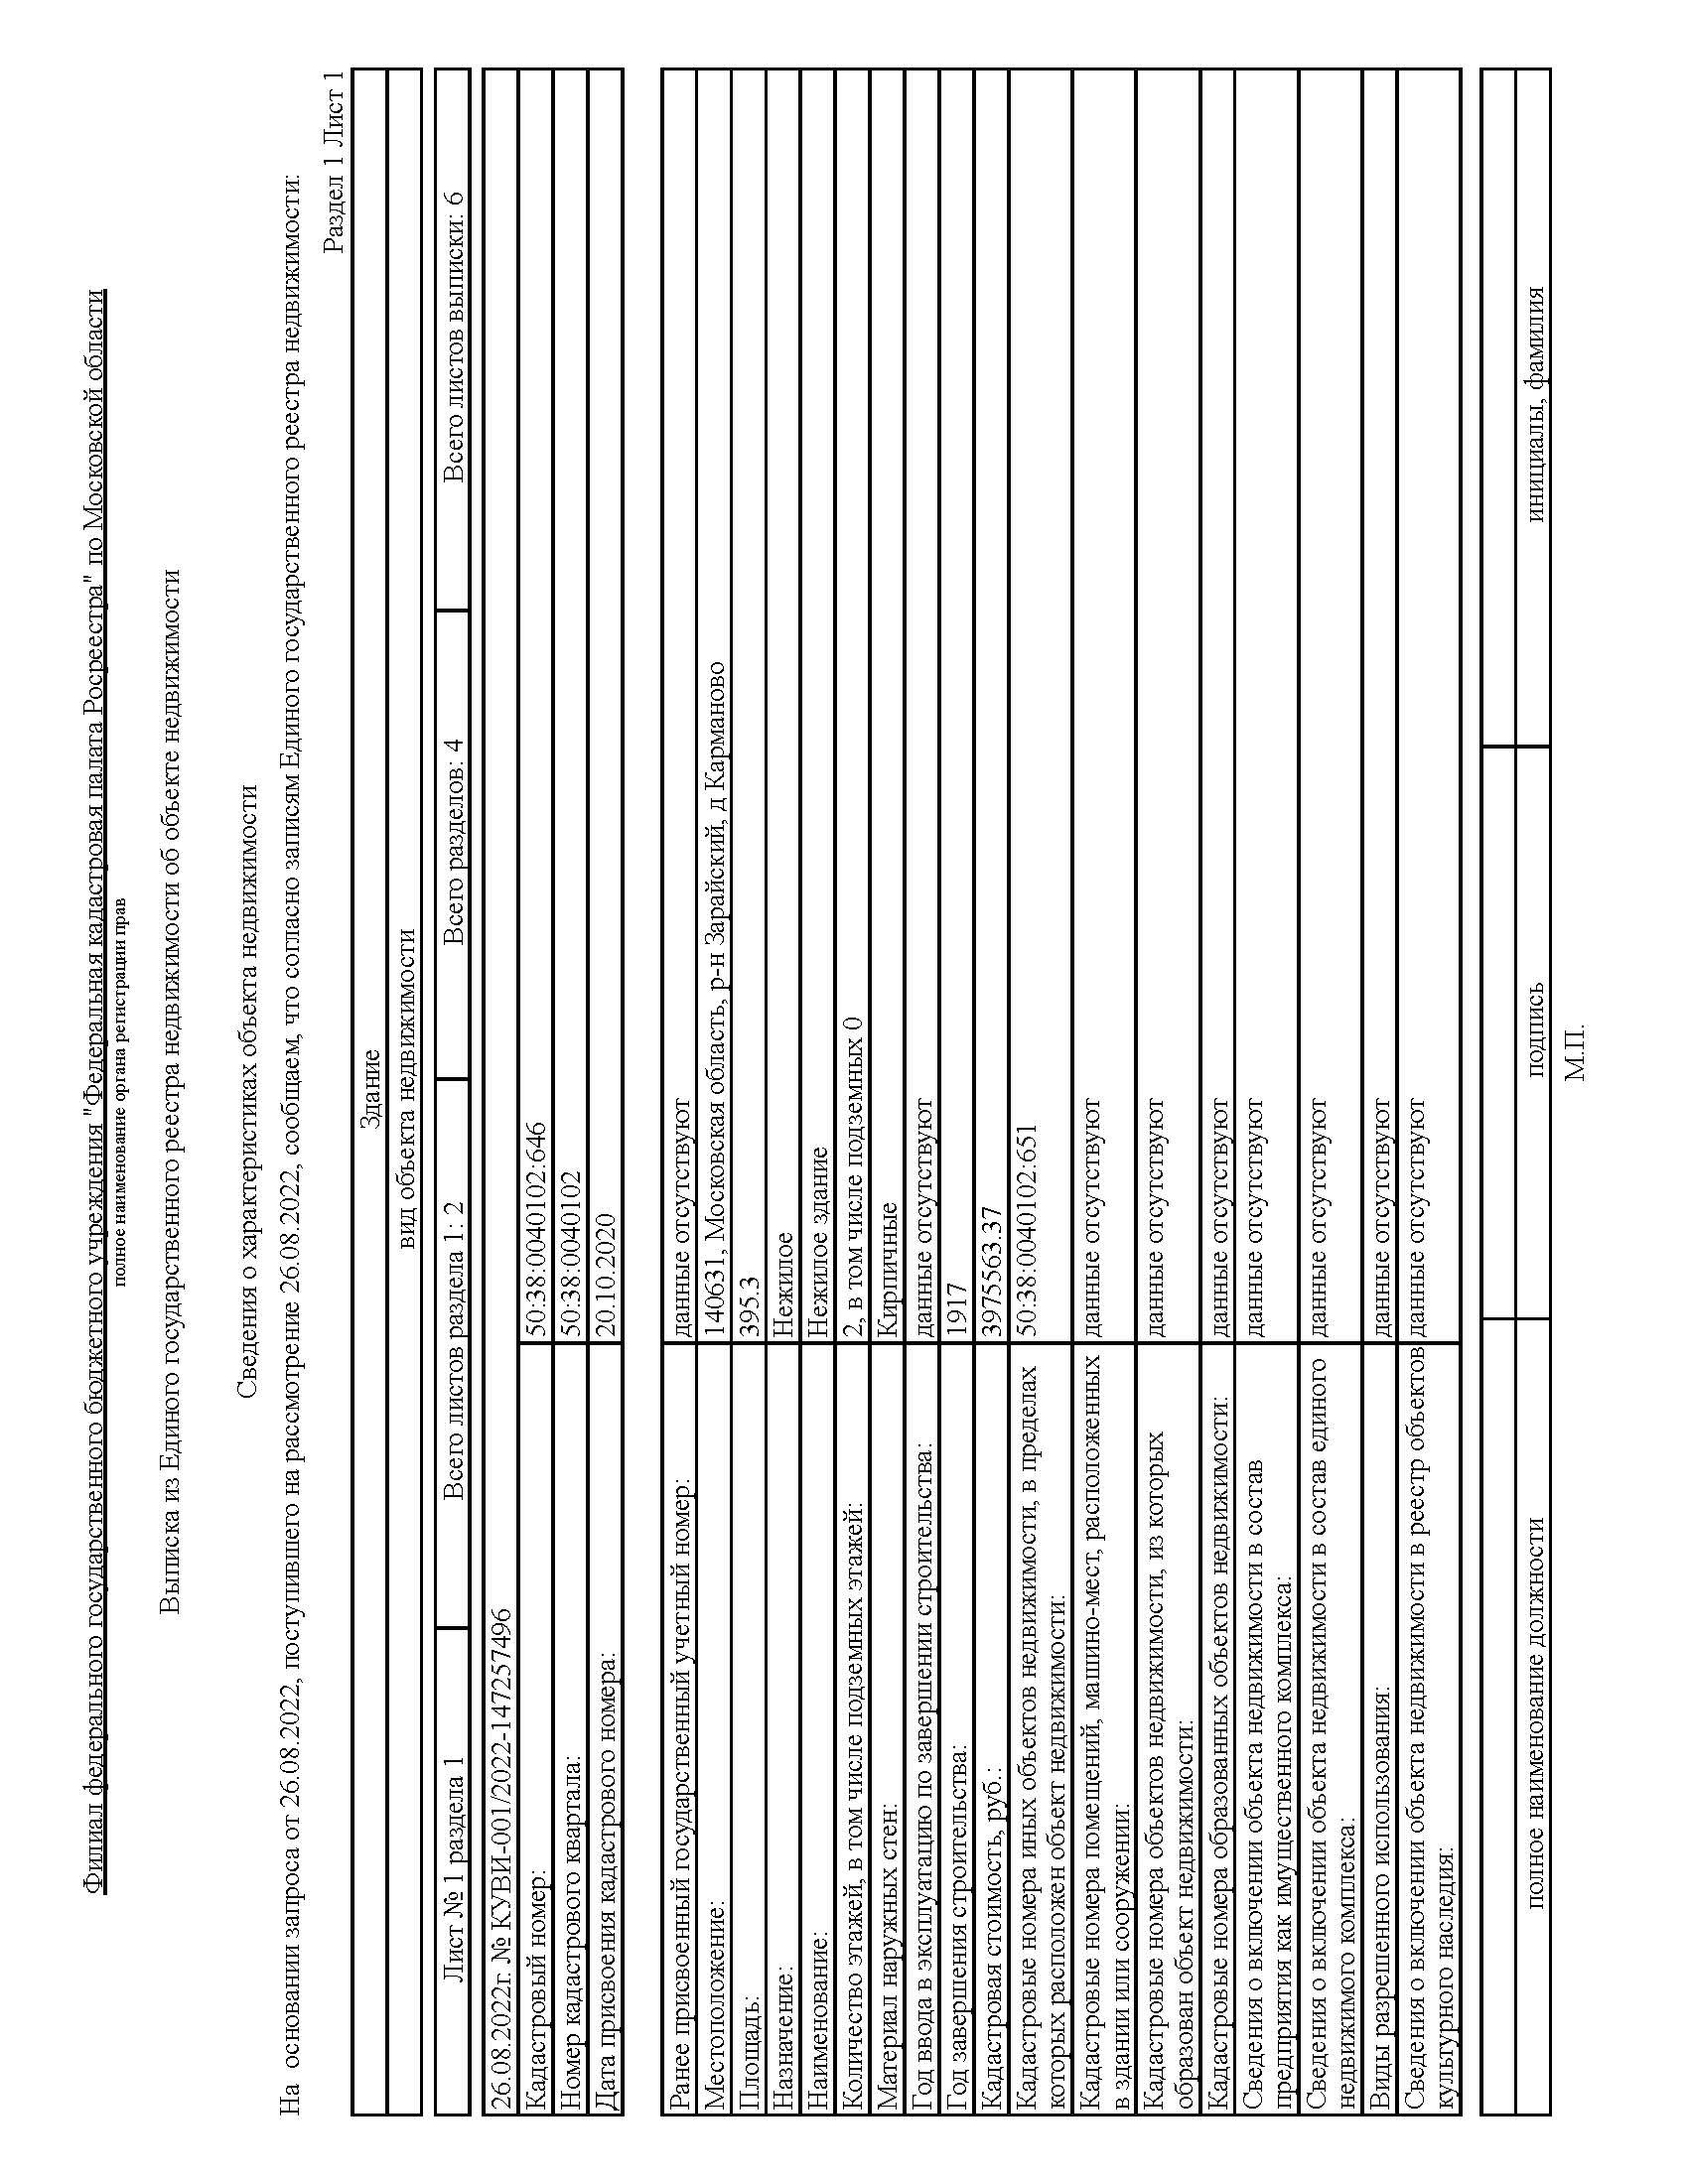 Филиал федерального государственного бюджетного учреждения "Федеральная кадастровая палата Росреестра" по Московской области
полное наименование органа регистрации прав
Выписка из Единого государственного реестра недвижимости об объекте недвижимости
Сведения о характеристиках объекта недвижимости
На основании запроса от 26.08.2022, поступившего на рассмотрение 26.08.2022, сообщаем, что согласно записям Единого государственного реестра недвижимости:
Раздел 1 Лист 1
Здание
вид объекта недвижимости
Лист № 1 раздела 1 Всего листов раздела 1: 2 Всего разделов: 4 Всего листов выписки: 6
26.08.2022г. № КУВИ-001/2022-147257496
Кадастровый номер: 50:38:0040102:646
Номер кадастрового квартала: 50:38:0040102
Дата присвоения кадастрового номера: 20.10.2020
Ранее присвоенный государственный учетный номер: данные отсутствуют
Местоположение: 140631, Московская область, р-н Зарайский, д Карманово
Площадь: 395.3
Назначение: Нежилое
Наименование: Нежилое здание
Количество этажей, в том числе подземных этажей: 2, в том числе подземных 0
Материал наружных стен: Кирпичные
Год ввода в эксплуатацию по завершении строительства: данные отсутствуют
Год завершения строительства: 1917
Кадастровая стоимость, руб.: 3975563.37
Кадастровые номера иных объектов недвижимости, в пределах 50:38:0040102:651
которых расположен объект недвижимости:
Кадастровые номера помещений, машино-мест, расположенных данные отсутствуют
в здании или сооружении:
Кадастровые номера объектов недвижимости, из которых данные отсутствуют
образован объект недвижимости:
Кадастровые номера образованных объектов недвижимости: данные отсутствуют
Сведения о включении объекта недвижимости в состав данные отсутствуют
предприятия как имущественного комплекса:
Сведения о включении объекта недвижимости в состав единого данные отсутствуют
недвижимого комплекса:
Виды разрешенного использования: данные отсутствуют
Сведения о включении объекта недвижимости в реестр объектов данные отсутствуют
культурного наследия:
полное наименование должности подпись инициалы, фамилия
М.П.